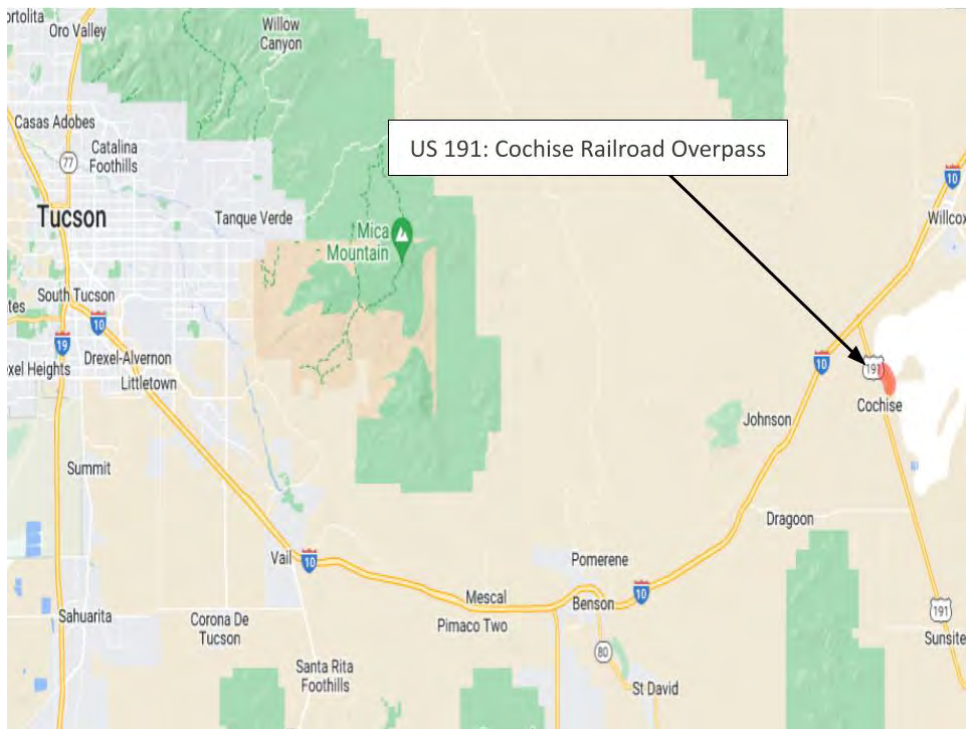 ortolita
Oro Valley
Willow
Canyon
Casas Adobes
Catalina
Foothills
77
US 191: Cochise Railroad Overpass
10
Willcox
Tucson
Tanque Verde
Mica
Mountain
South Tucson
tes
10
19
Drexel-Alvernon
xel Heights
Littletown
10
191
Cochise
Johnson
Summit
Dragoon
Vail
10
Pomerene
Mescal
10
Benson
Pimaco Two
Sahuarita
Corona De
Tucson
191
Sunsite
80
Santa Rita
Foothills
St David